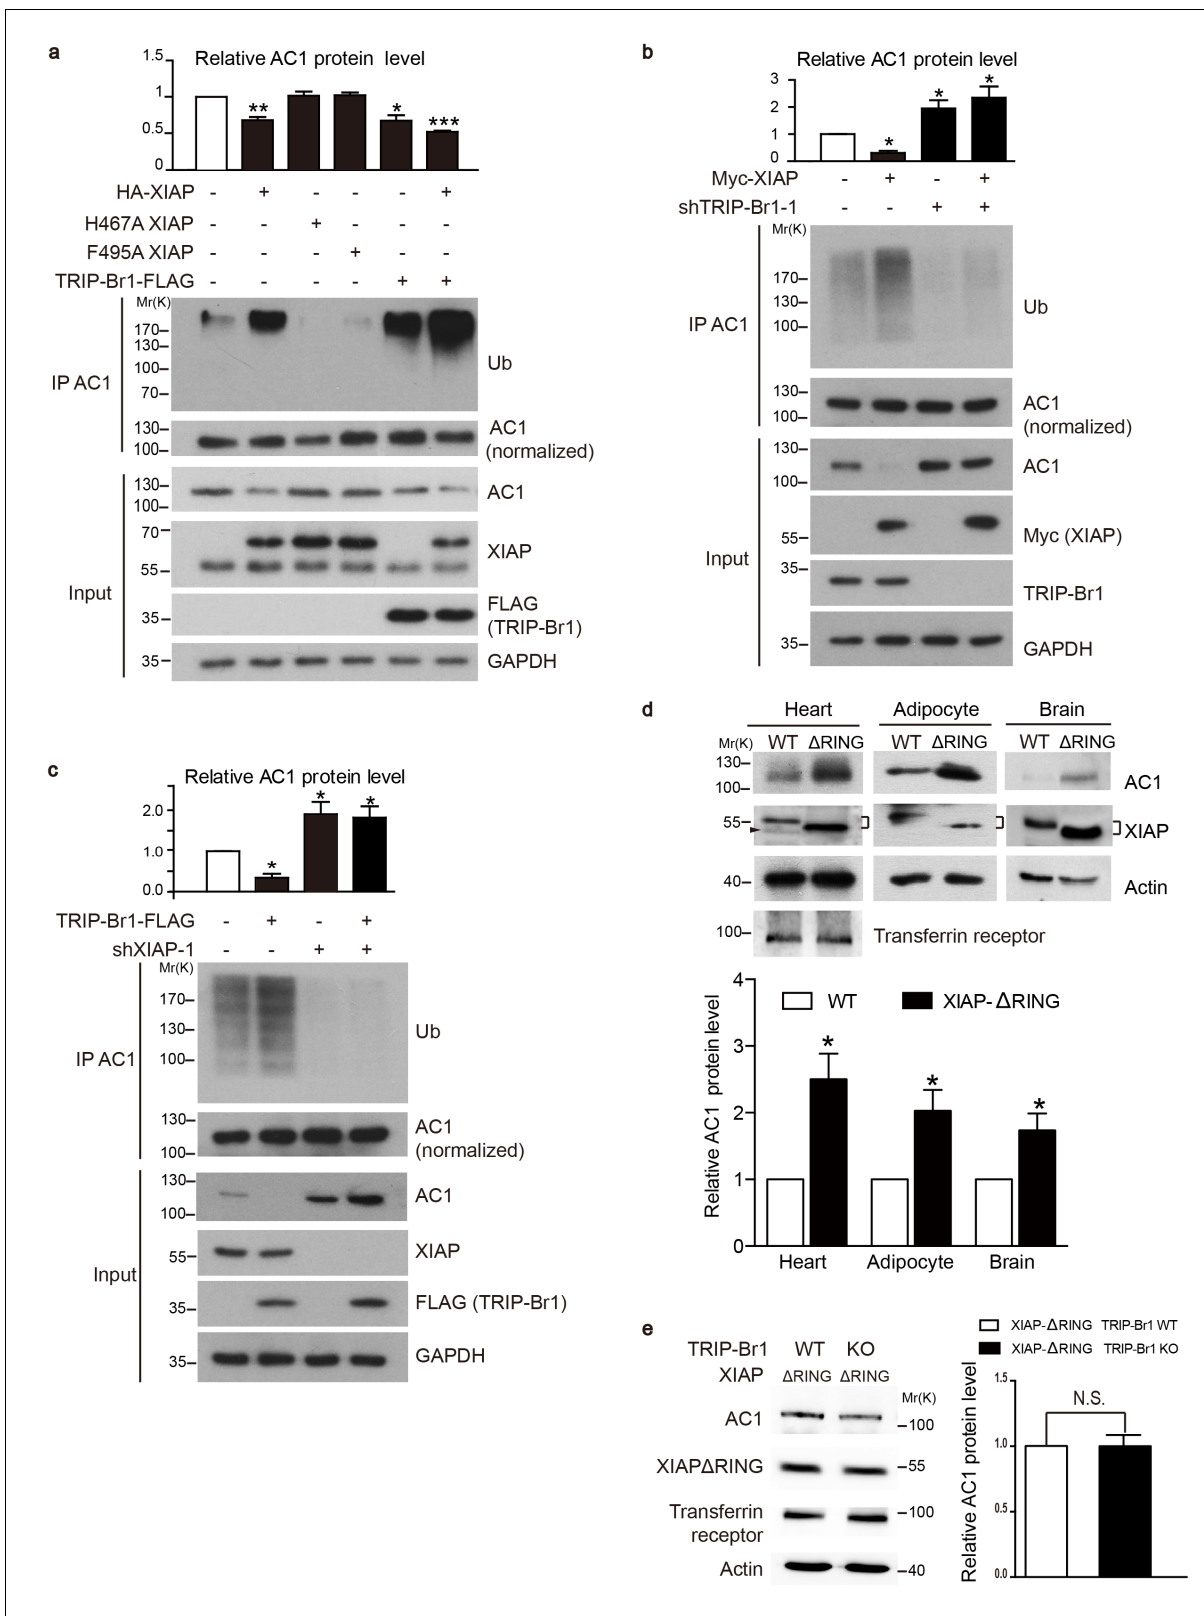 a
Relative AC1 protein level
1.5
1
0.5
0
** * ***
HA-XIAP - + - - - +
H467A XIAP - - + - - -
F495A XIAP - - - + - -
TRIP-Br1-FLAG - - - - + +
Mr(K)
IP AC1
170
130
100
70
Ub
130
100
AC1
(normalized)
Input
130
100
AC1
70
55
XIAP
35
FLAG
(TRIP-Br1)
35
GAPDH
b
Relative AC1 protein level
3
2
1
0
* * *
Myc-XIAP - + - +
shTRIP-Br1-1 - - + +
Mr(K)
IP AC1
170
130
100
Ub
130
100
AC1
(normalized)
Input
130
100
AC1
55
Myc (XIAP)
35
TRIP-Br1
35
GAPDH
c
Relative AC1 protein level
2.0
1.0
0.0
* * *
TRIP-Br1-FLAG - + - +
shXIAP-1 - - + +
Mr(K)
IP AC1
170
130
100
Ub
130
100
AC1
(normalized)
Input
130
100
AC1
55
XIAP
35
FLAG (TRIP-Br1)
35
GAPDH
d
Heart Adipocyte Brain
Mr(K) WT ΔRING WT ΔRING WT ΔRING
130
100
AC1
55
XIAP
40
Actin
100
Transferrin receptor
Relative AC1 protein level
4
3
2
1
0
WT XIAP-ΔRING
* * *
Heart Adipocyte Brain
e
TRIP-Br1 WT KO
XIAP ΔRING ΔRING
Mr(K)
AC1 100
XIAPΔRING 55
Transferrin
receptor
100
Actin 40
XIAP-ΔRING TRIP-Br1 WT
XIAP-ΔRING TRIP-Br1 KO
Relative AC1 protein level
1.5
1.0
0.5
0.0
N.S.